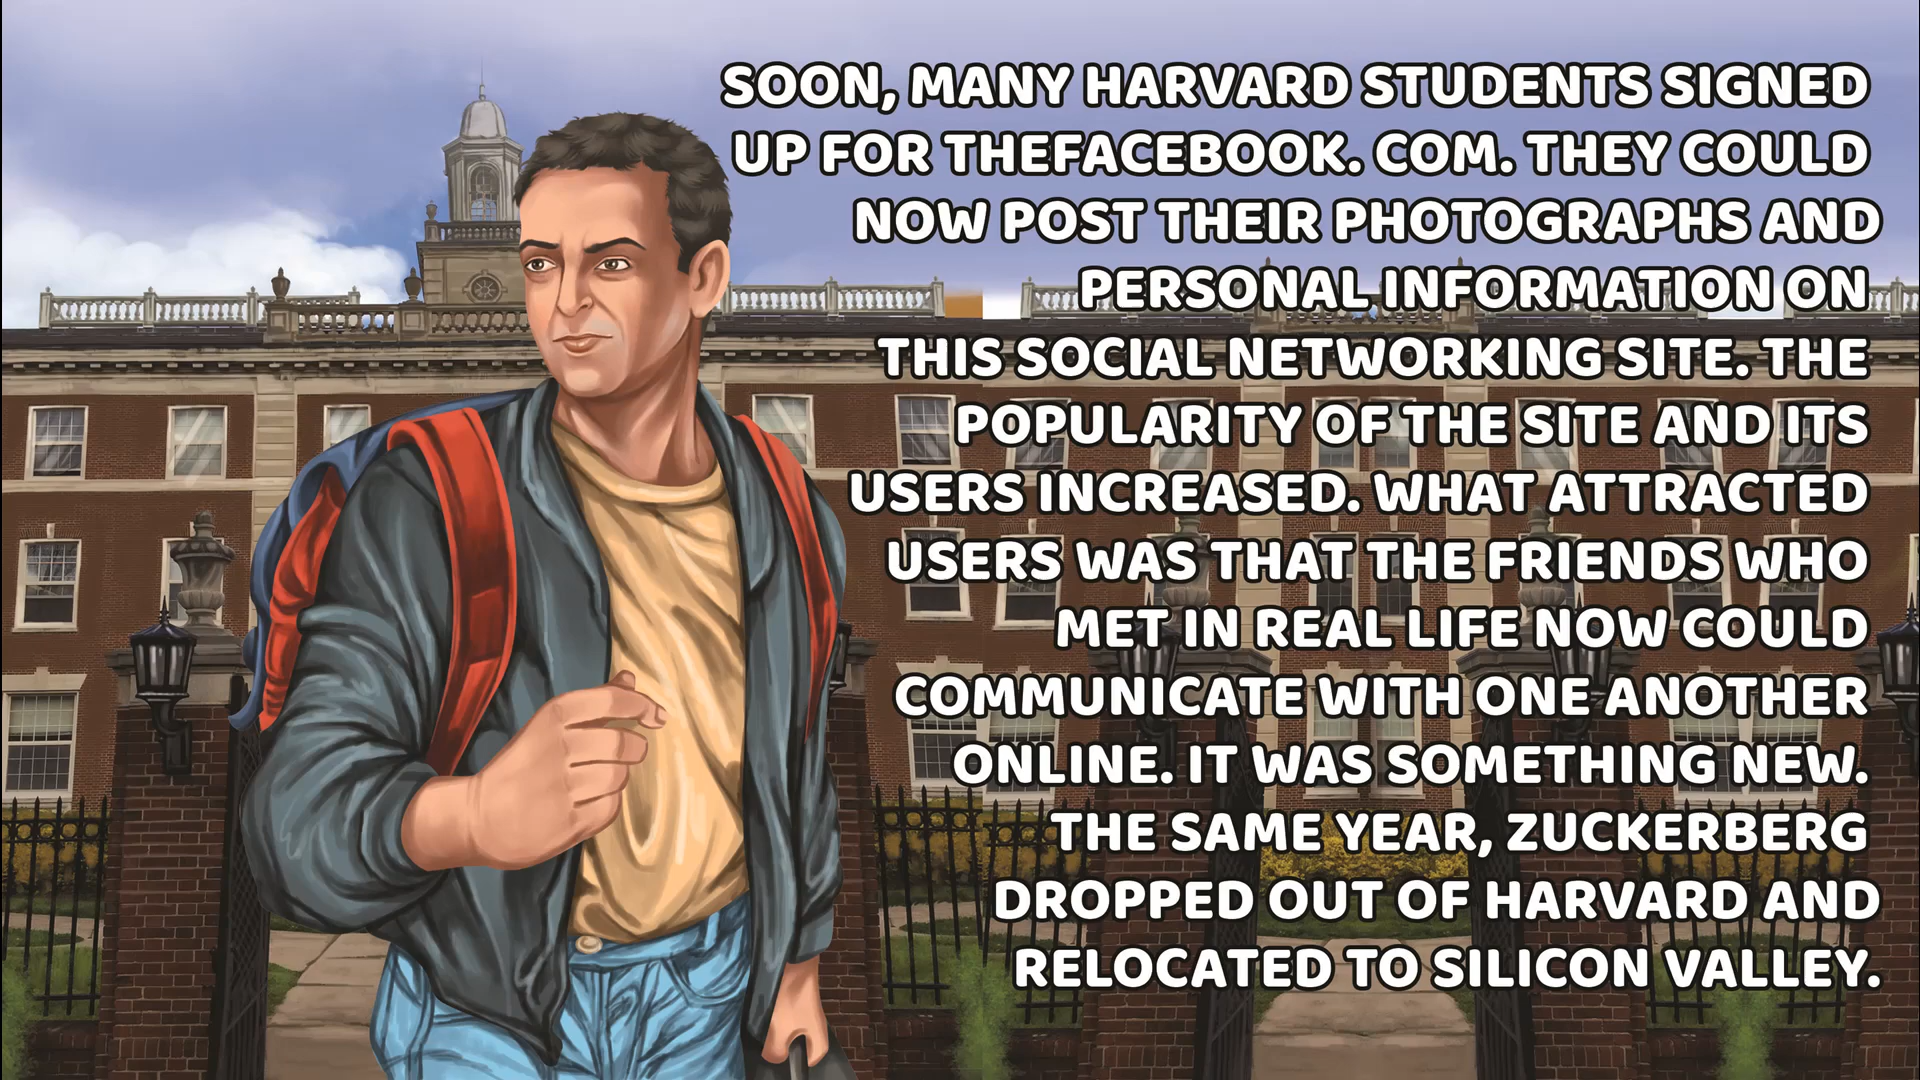 SOON, MANY HARVARD STUDENTS SIGNED
UP FOR THEFACEBOOK. COM. THEY COULD
NOW POST THEIR PHOTOGRAPHS AND
PERSONAL INFORMATION ON
THIS SOCIAL NETWORKING SITE. THE
POPULARITY OF THE SITE AND ITS
USERS INCREASED. WHAT ATTRACTED
USERS WAS THAT THE FRIENDS WHO
MET IN REAL LIFE NOW COULD
COMMUNICATE WITH ONE ANOTHER
ONLINE. IT WAS SOMETHING NEW.
THE SAME YEAR, ZUCKERBERG
DROPPED OUT OF HARVARD AND
RELOCATED TO SILICON VALLEY.